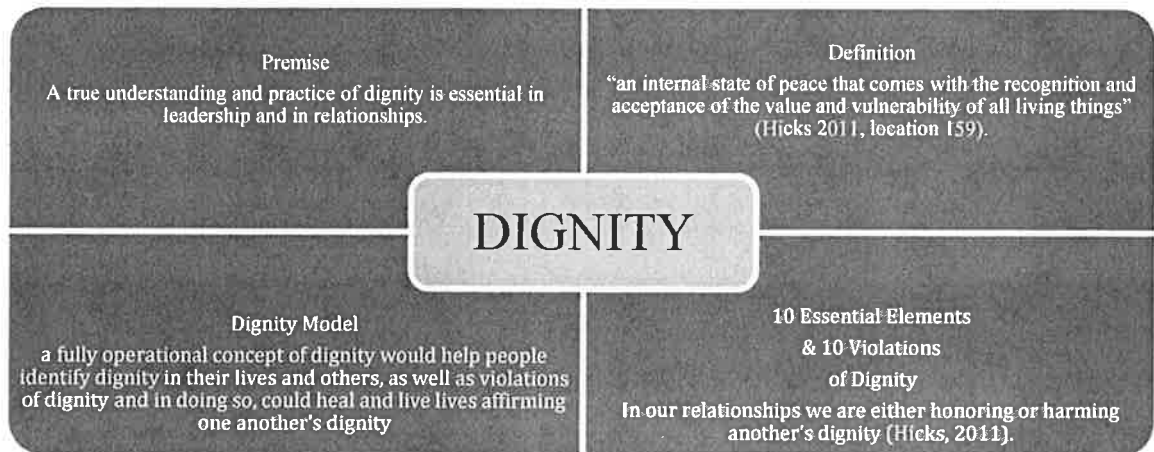 Premise
A true understanding and practice of dignity is essential in
leadership and in relationships.
Definition
“an internal state of peace that comes with the recognition and
acceptance of the value and vulnerability of all living things”
(Hicks 2011, location 159).
DIGNITY
Dignity Model
a fully operational concept of dignity would help people
identify dignity in their lives and others, as well as violations
of dignity and in doing so, could heal and live lives affirming
one another's dignity
10 Essential Elements
& 10 Violations
of Dignity
In our relationships we are either honoring or harming
another's dignity (Hicks, 2011).